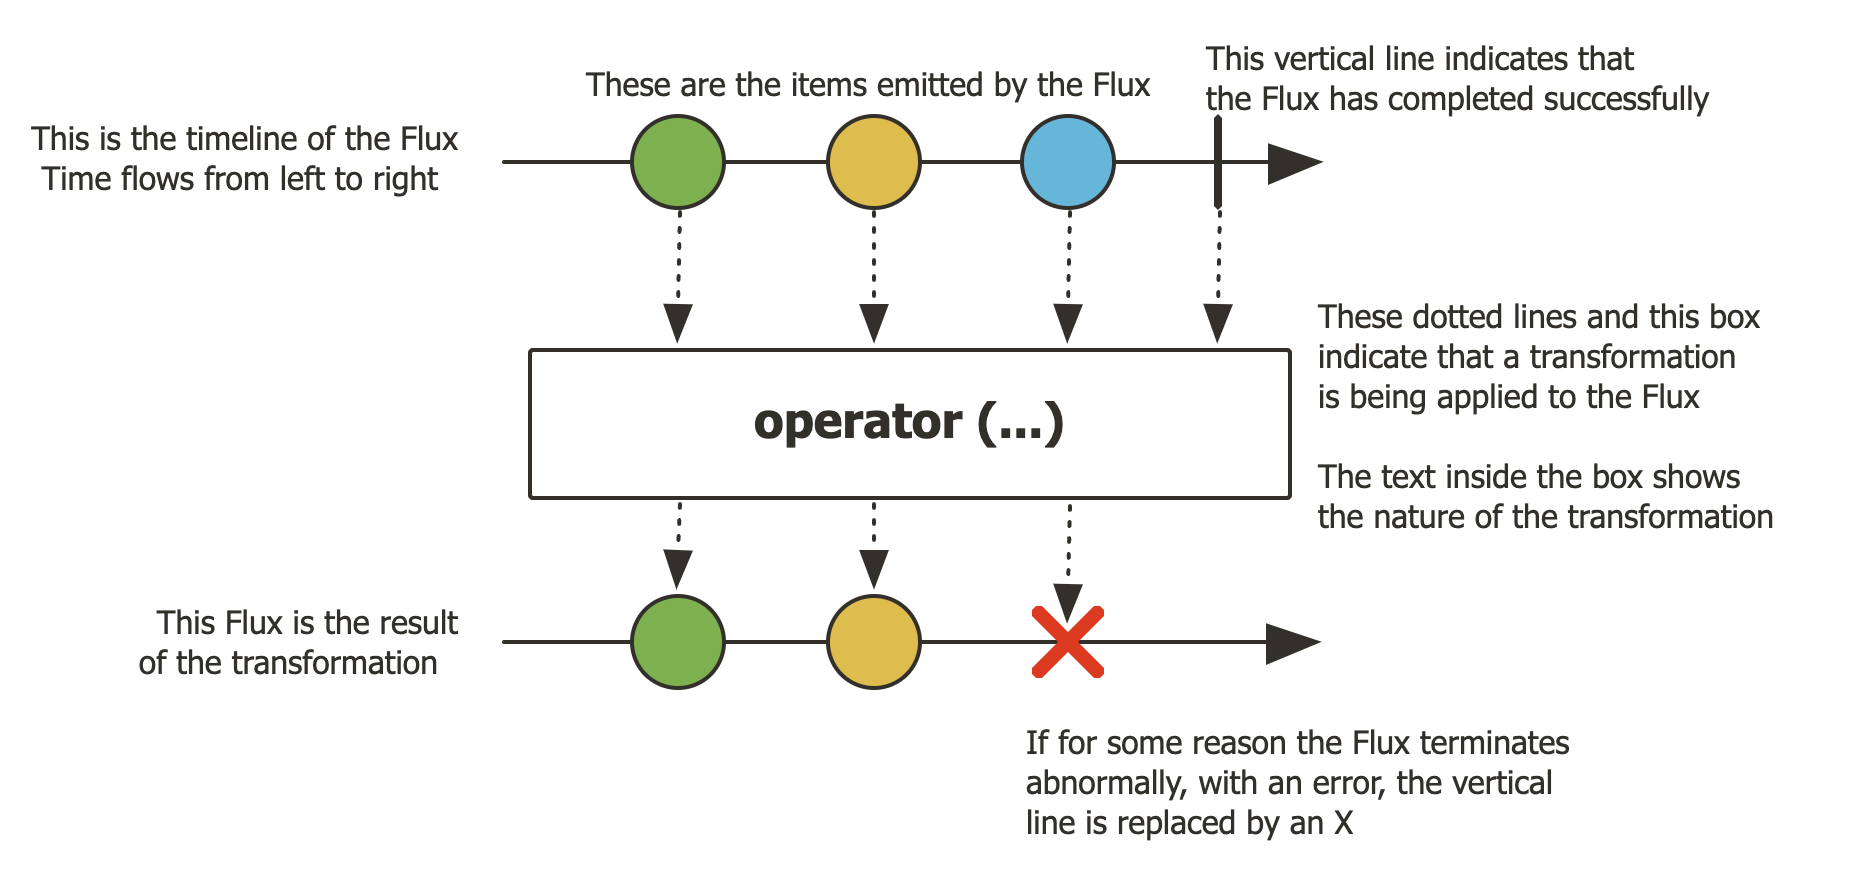 These are the items emitted by the Flux
This vertical line indicates that
the Flux has completed successfully
This is the timeline of the Flux
Time flows from left to right
These dotted lines and this box
indicate that a transformation
is being applied to the Flux
operator (...)
The text inside the box shows
the nature of the transformation
This Flux is the result
of the transformation
If for some reason the Flux terminates
abnormally, with an error, the vertical
line is replaced by an X